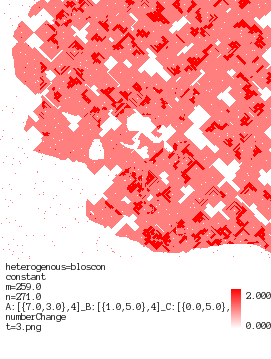 heterogenous=bloscon
constant
m=259.0
n=271.0
A:[{7.0,3.0},4]_B:[{1.0,5.0},4]_C:[{0.0,5.0},
numberChange
t=3.png
2.000
0.000